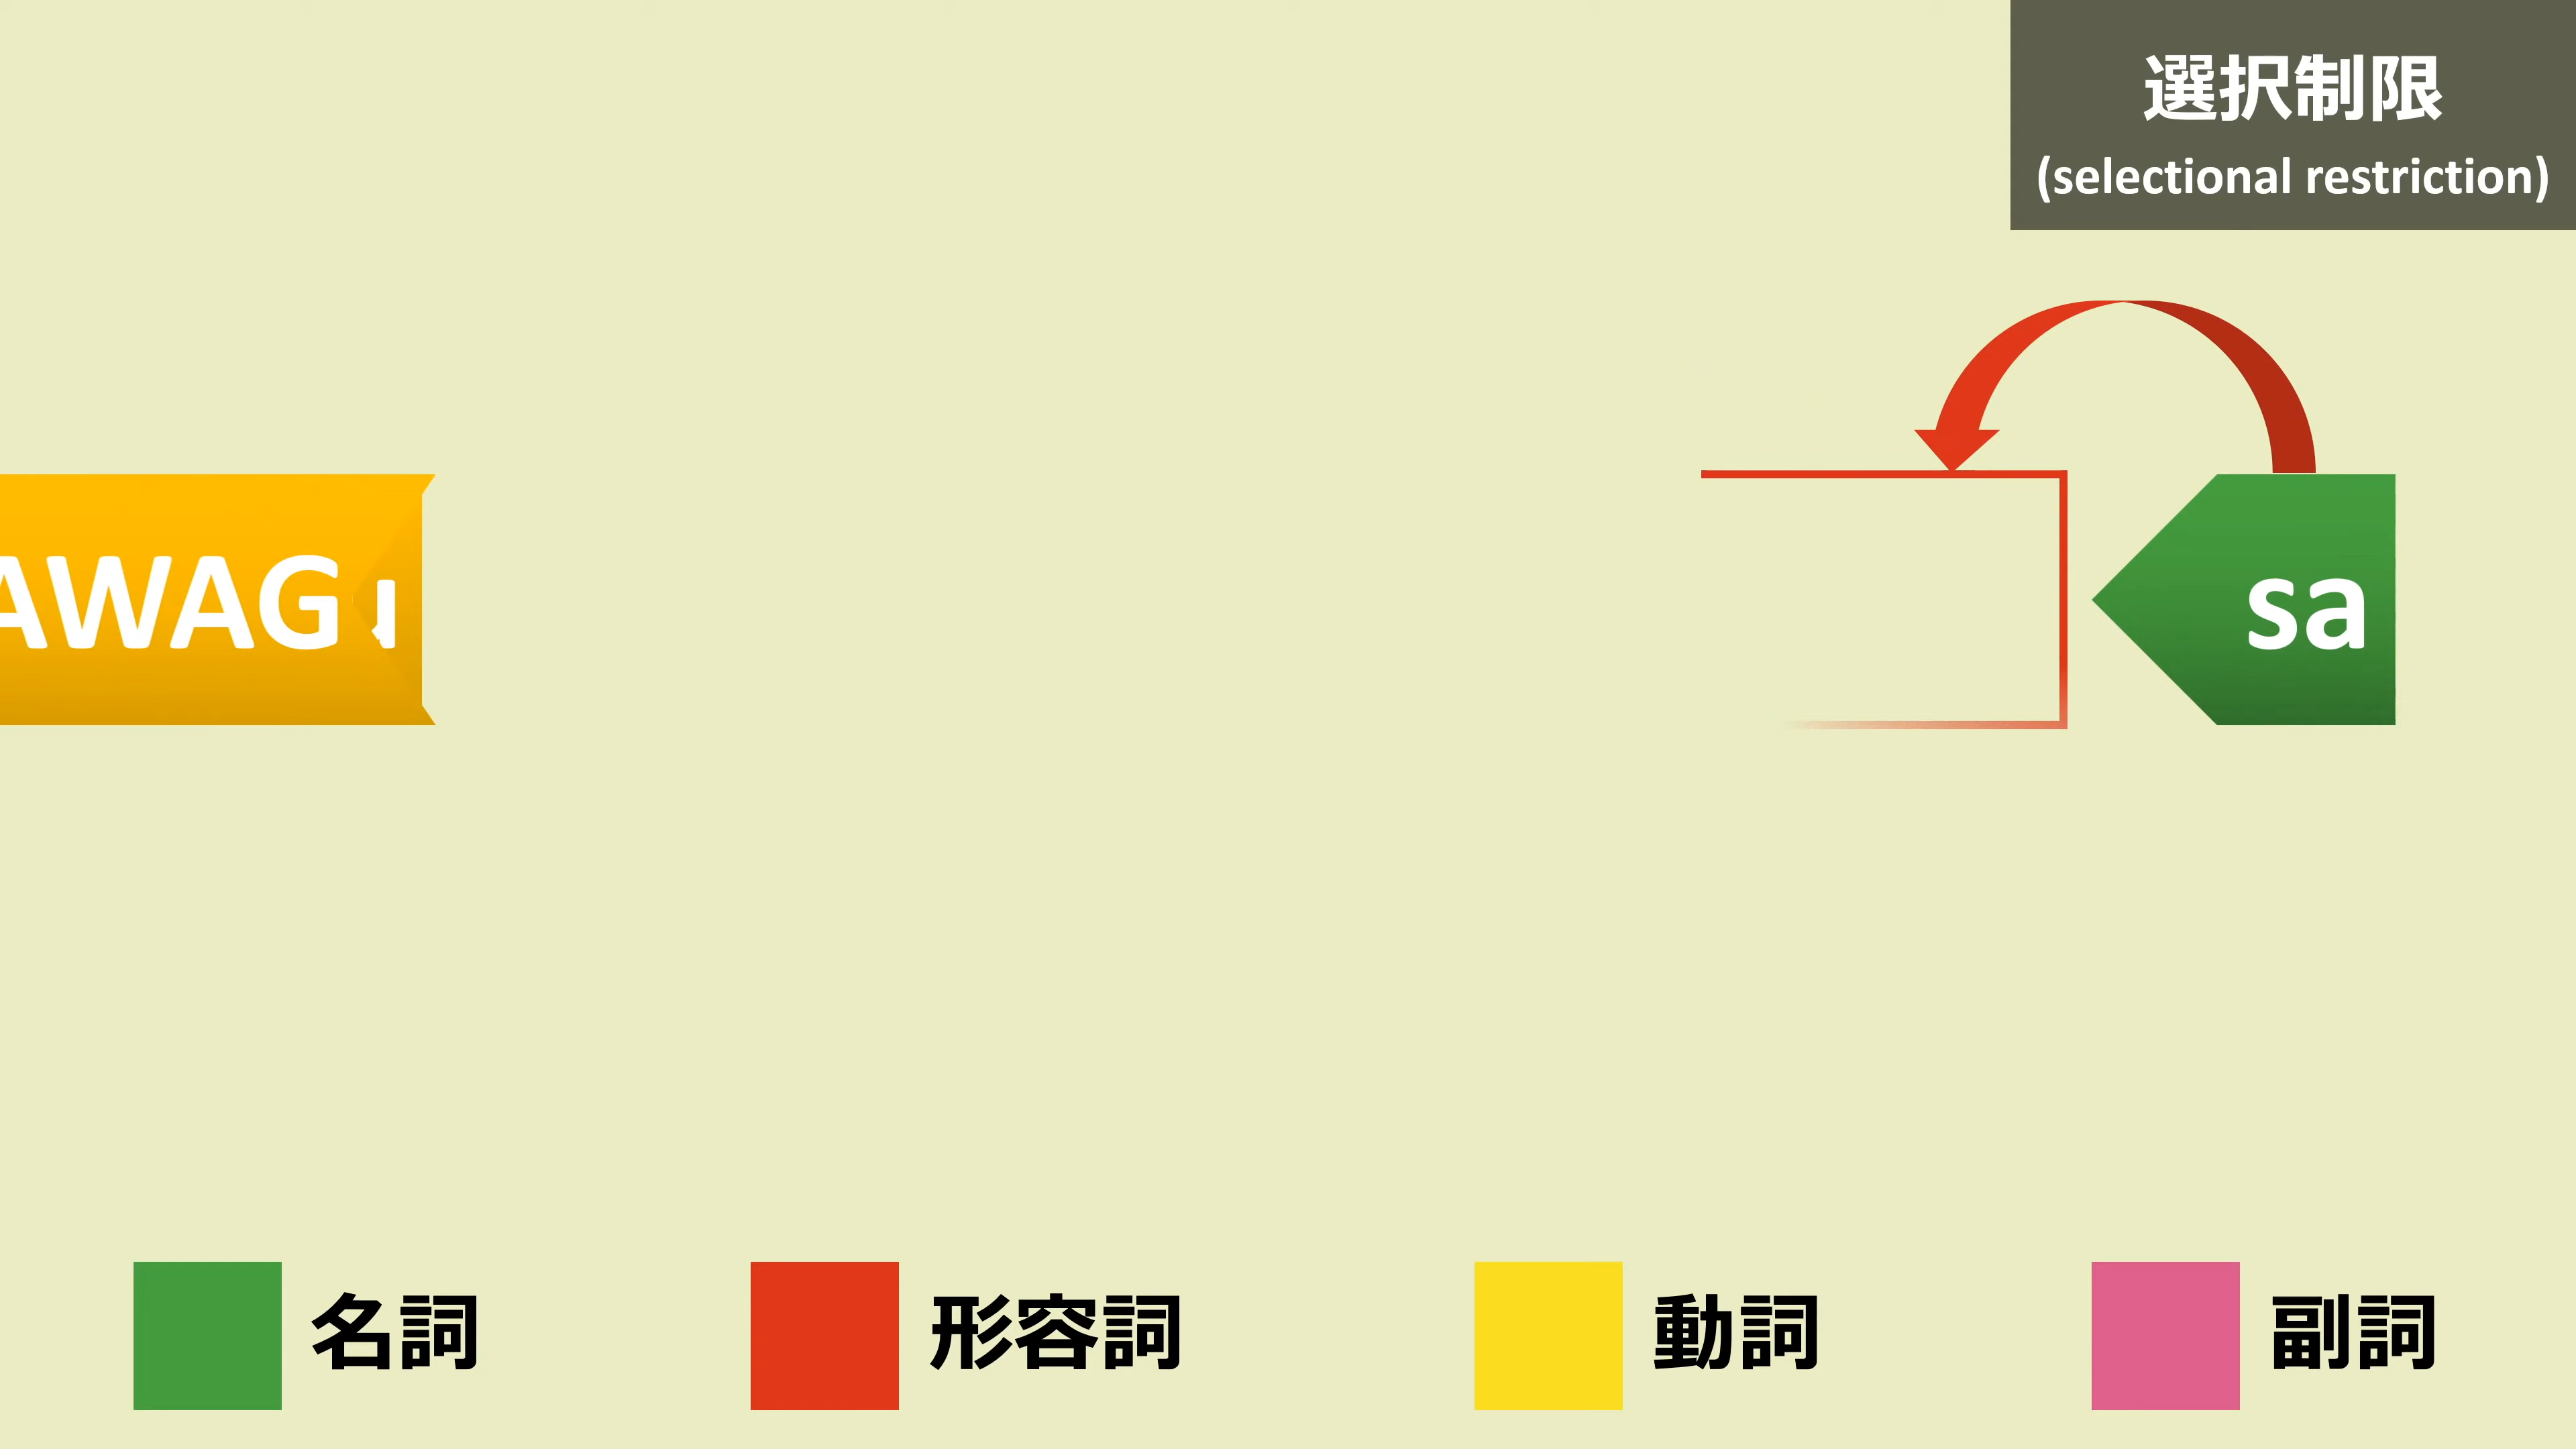 選択制限
(selectional restriction)
AWAG
sa
名詞
形容詞
動詞
副詞